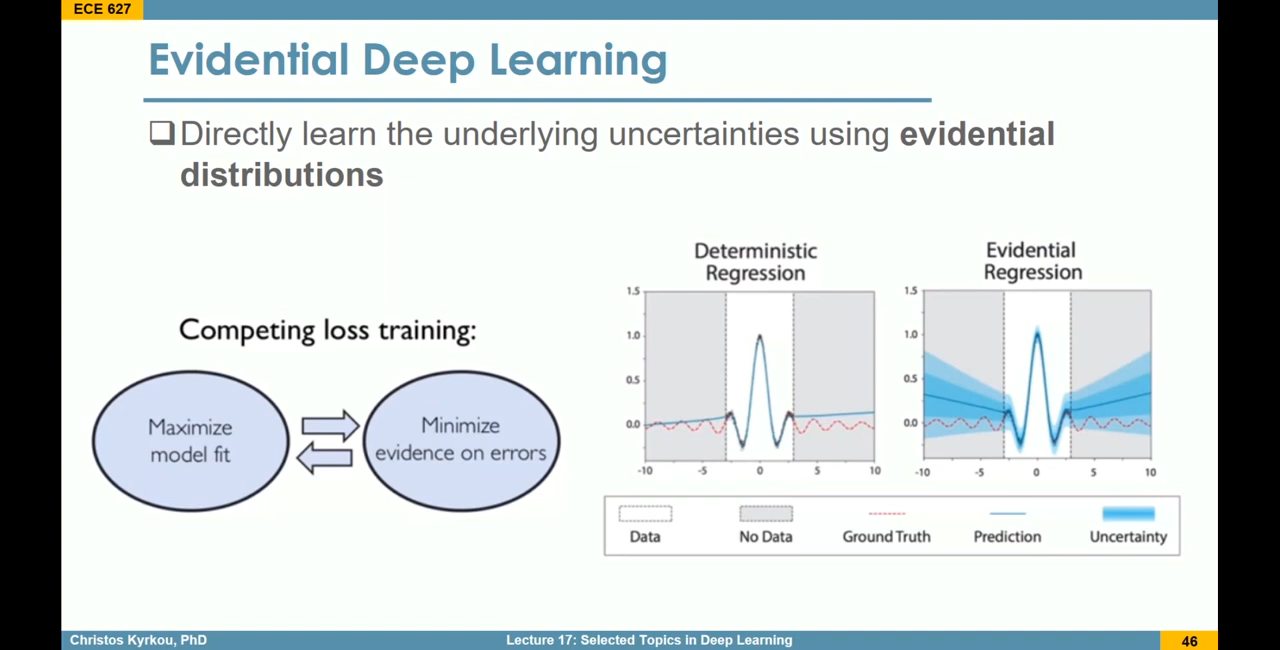 ECE 627
Evidential Deep Learning
❑Directly learn the underlying uncertainties using evidential
distributions
Competing loss training:
Maximize
model fit
Minimize
evidence on errors
Deterministic
Regression
1.5
1.0
0.5
0.0
-10 -5 0 5 10
Evidential
Regression
1.5
1.0
0.5
0.0
-10 -5 0 5 10
Data No Data Ground Truth Prediction Uncertainty
Christos Kyrkou, PhD Lecture 17: Selected Topics in Deep Learning 46